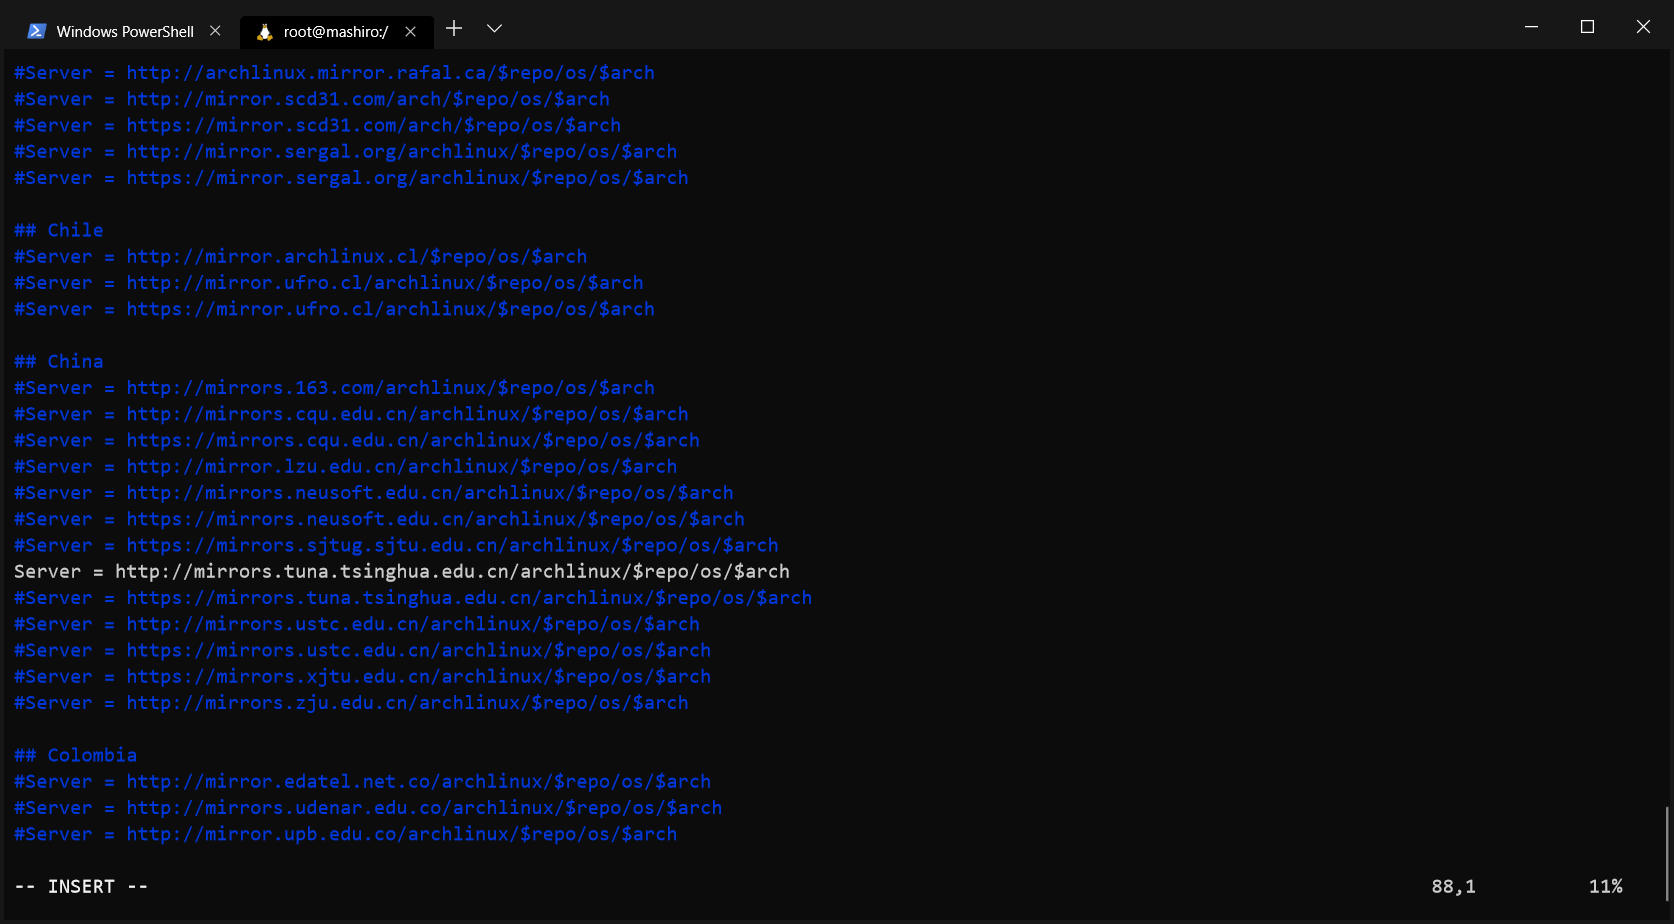 Windows PowerShell
root@mashiro:/
#Server = http://archlinux.mirror.rafal.ca/$repo/os/$arch
#Server = http://mirror.scd31.com/arch/$repo/os/$arch
#Server = https://mirror.scd31.com/arch/$repo/os/$arch
#Server = http://mirror.sergal.org/archlinux/$repo/os/$arch
#Server = https://mirror.sergal.org/archlinux/$repo/os/$arch
## Chile
#Server = http://mirror.archlinux.cl/$repo/os/$arch
#Server = http://mirror.ufro.cl/archlinux/$repo/os/$arch
#Server = https://mirror.ufro.cl/archlinux/$repo/os/$arch
## China
#Server = http://mirrors.163.com/archlinux/$repo/os/$arch
#Server = http://mirrors.cqu.edu.cn/archlinux/$repo/os/$arch
#Server = https://mirrors.cqu.edu.cn/archlinux/$repo/os/$arch
#Server = http://mirror.lzu.edu.cn/archlinux/$repo/os/$arch
#Server = http://mirrors.neusoft.edu.cn/archlinux/$repo/os/$arch
#Server = https://mirrors.neusoft.edu.cn/archlinux/$repo/os/$arch
#Server = https://mirrors.sjtug.sjtu.edu.cn/archlinux/$repo/os/$arch
Server = http://mirrors.tuna.tsinghua.edu.cn/archlinux/$repo/os/$arch
#Server = https://mirrors.tuna.tsinghua.edu.cn/archlinux/$repo/os/$arch
#Server = http://mirrors.ustc.edu.cn/archlinux/$repo/os/$arch
#Server = https://mirrors.ustc.edu.cn/archlinux/$repo/os/$arch
#Server = https://mirrors.xjtu.edu.cn/archlinux/$repo/os/$arch
#Server = http://mirrors.zju.edu.cn/archlinux/$repo/os/$arch
## Colombia
#Server = http://mirror.edatel.net.co/archlinux/$repo/os/$arch
#Server = http://mirrors.udenar.edu.co/archlinux/$repo/os/$arch
#Server = http://mirror.upb.edu.co/archlinux/$repo/os/$arch
-- INSERT -- 88,1 11%